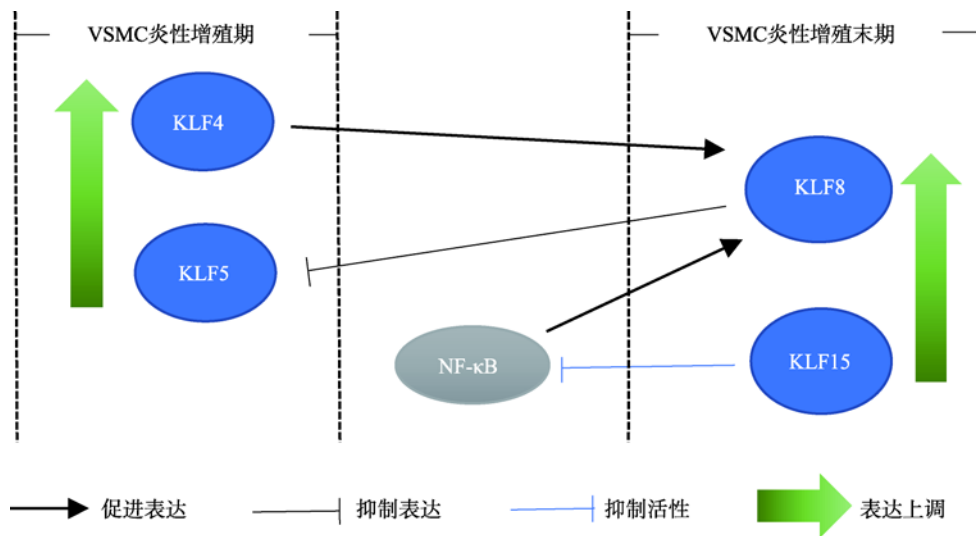 VSMC炎性增殖期
VSMC炎性增殖末期
KLF4
KLF8
KLF5
NF-κB
KLF15
促进表达
抑制表达
抑制活性
表达上调